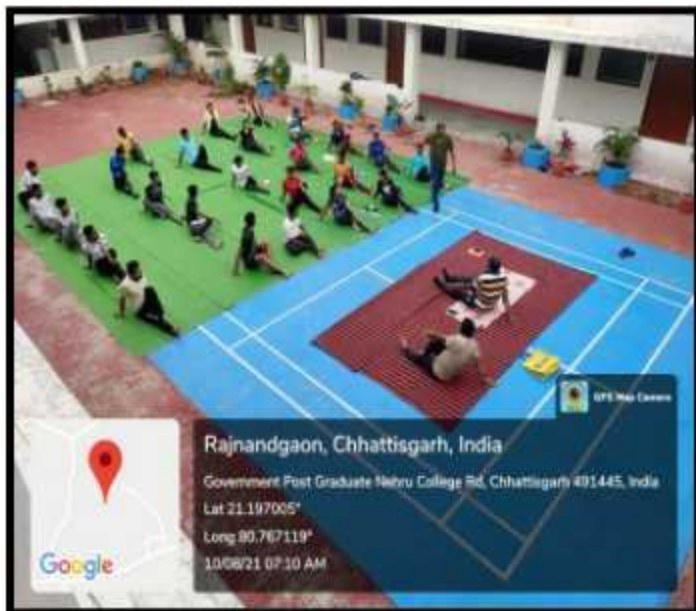 GPS Map Camera
Rajnandgaon, Chhattisgarh, India
Government Post Graduate Nehru College Rd, Chhattisgarh 491445, India
Lat 21.197005°
Long 80.767119°
10/08/21 07:10 AM
Google